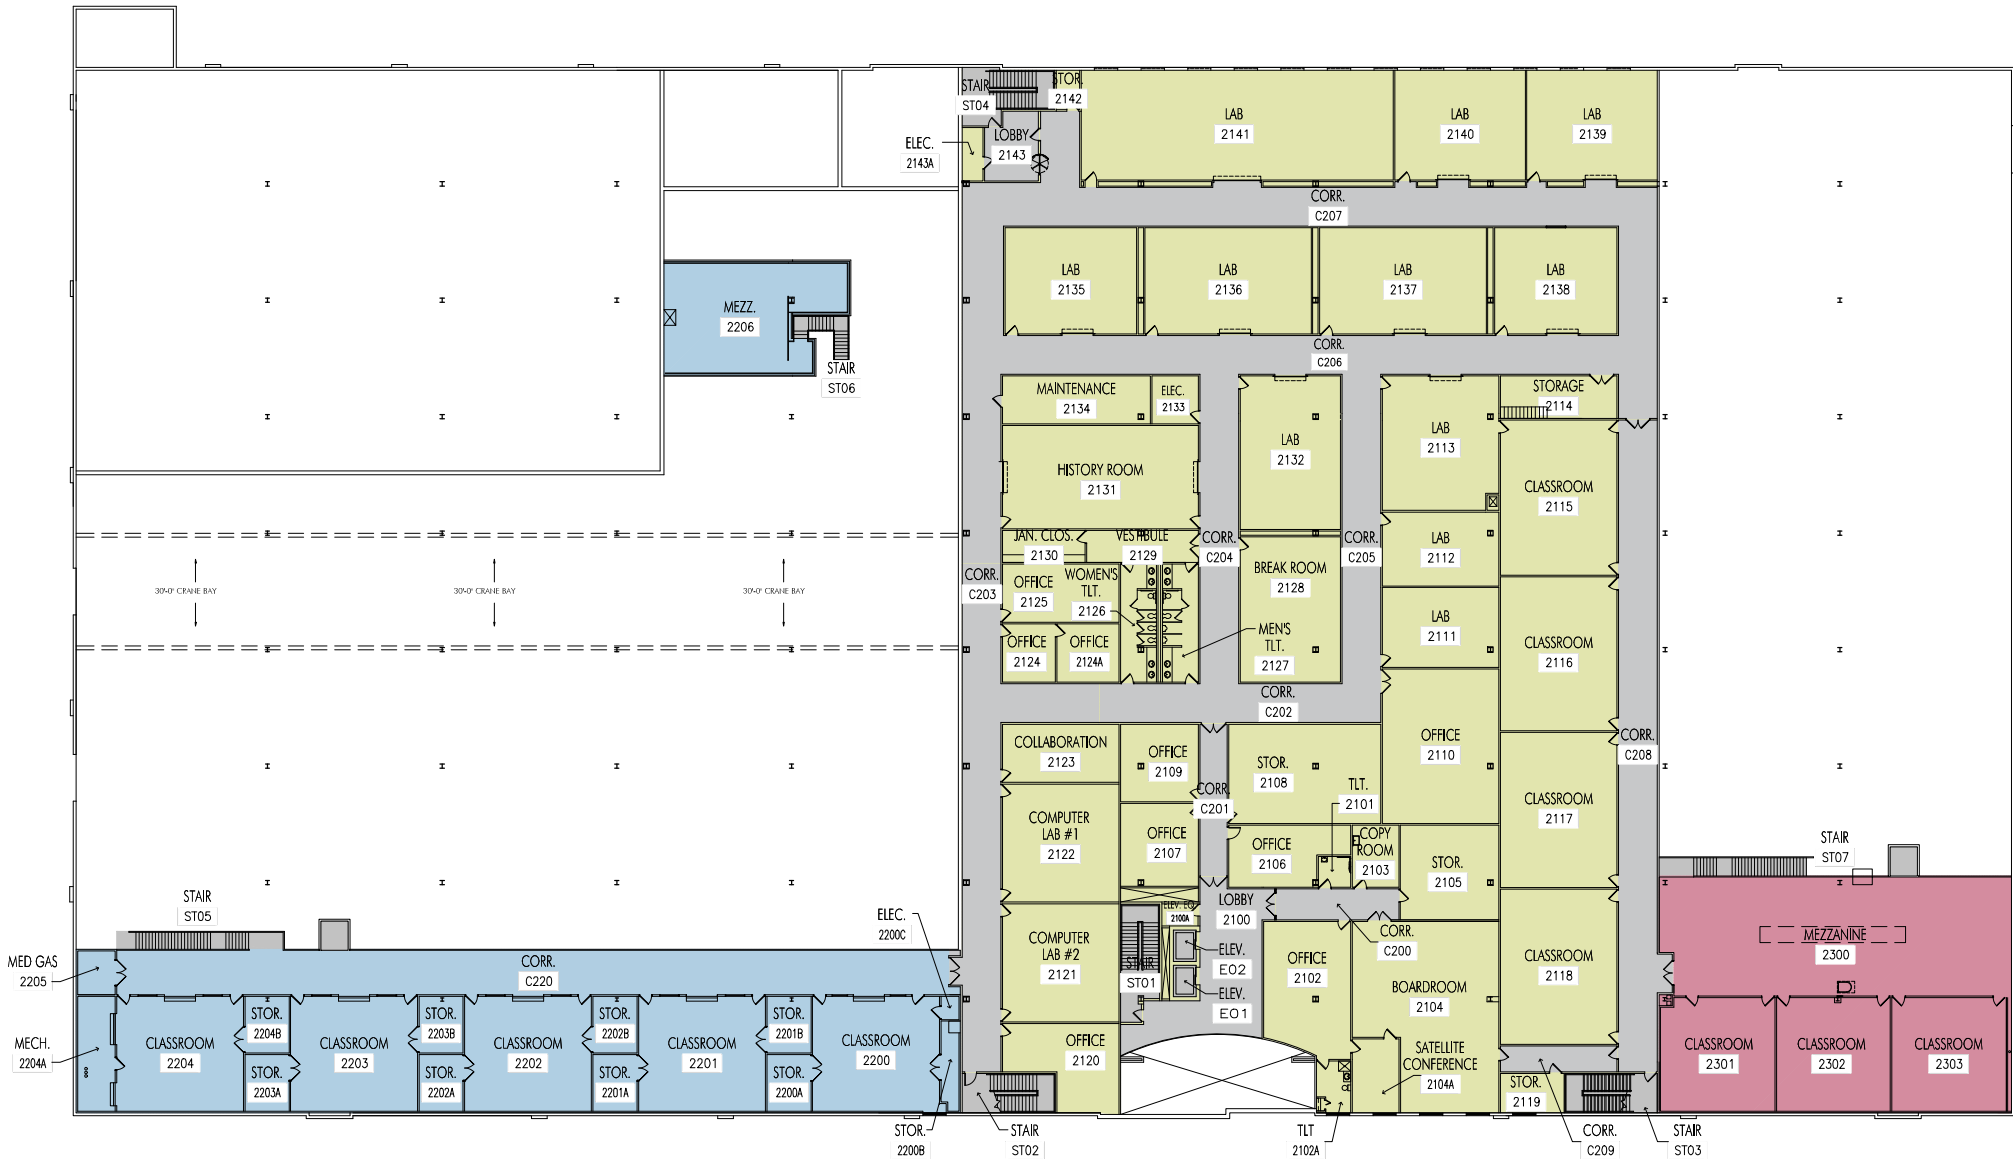 STAIR
ST04
STOR.
2142
LAB
2141
LAB
2140
LAB
2139
ELEC.
2143A
LOBBY
2143
CORR.
C207
LAB
2135
LAB
2136
LAB
2137
LAB
2138
MEZZ.
2206
STAIR
ST06
CORR.
C206
MAINTENANCE
2134
ELEC.
2133
LAB
2132
LAB
2113
STORAGE
2114
HISTORY ROOM
2131
CLASSROOM
2115
JAN. CLOS.
2130
VESTIBULE
2129
CORR.
C204
CORR.
C205
LAB
2112
CORR.
C203
OFFICE
2125
WOMEN'S
TLT.
2126
BREAK ROOM
2128
30'-0" CRANE BAY
30'-0" CRANE BAY
30'-0" CRANE BAY
LAB
2111
CLASSROOM
2116
OFFICE
2124
OFFICE
2124A
MEN'S
TLT.
2127
CORR.
C202
COLLABORATION
2123
OFFICE
2109
STOR.
2108
OFFICE
2110
CORR.
C208
CORR.
C201
TLT.
2101
CLASSROOM
2117
COMPUTER
LAB #1
2122
OFFICE
2107
OFFICE
2106
COPY
ROOM
2103
STOR.
2105
STAIR
ST07
STAIR
ST05
ELEC.
2200C
ELEV. EQ.
2100A
LOBBY
2100
CORR.
C200
MEZZANINE
2300
COMPUTER
LAB #2
2121
STAIR
ST01
ELEV.
EO2
ELEV.
EO1
OFFICE
2102
BOARDROOM
2104
CLASSROOM
2118
MED GAS
2205
CORR.
C220
MECH.
2204A
CLASSROOM
2204
STOR.
2204B
STOR.
2203A
CLASSROOM
2203
STOR.
2203B
STOR.
2202A
CLASSROOM
2202
STOR.
2202B
STOR.
2201A
CLASSROOM
2201
STOR.
2201B
STOR.
2200A
CLASSROOM
2200
OFFICE
2120
SATELLITE
CONFERENCE
2104A
STOR.
2119
CLASSROOM
2301
CLASSROOM
2302
CLASSROOM
2303
STOR.
2200B
STAIR
ST02
TLT
2102A
CORR.
C209
STAIR
ST03